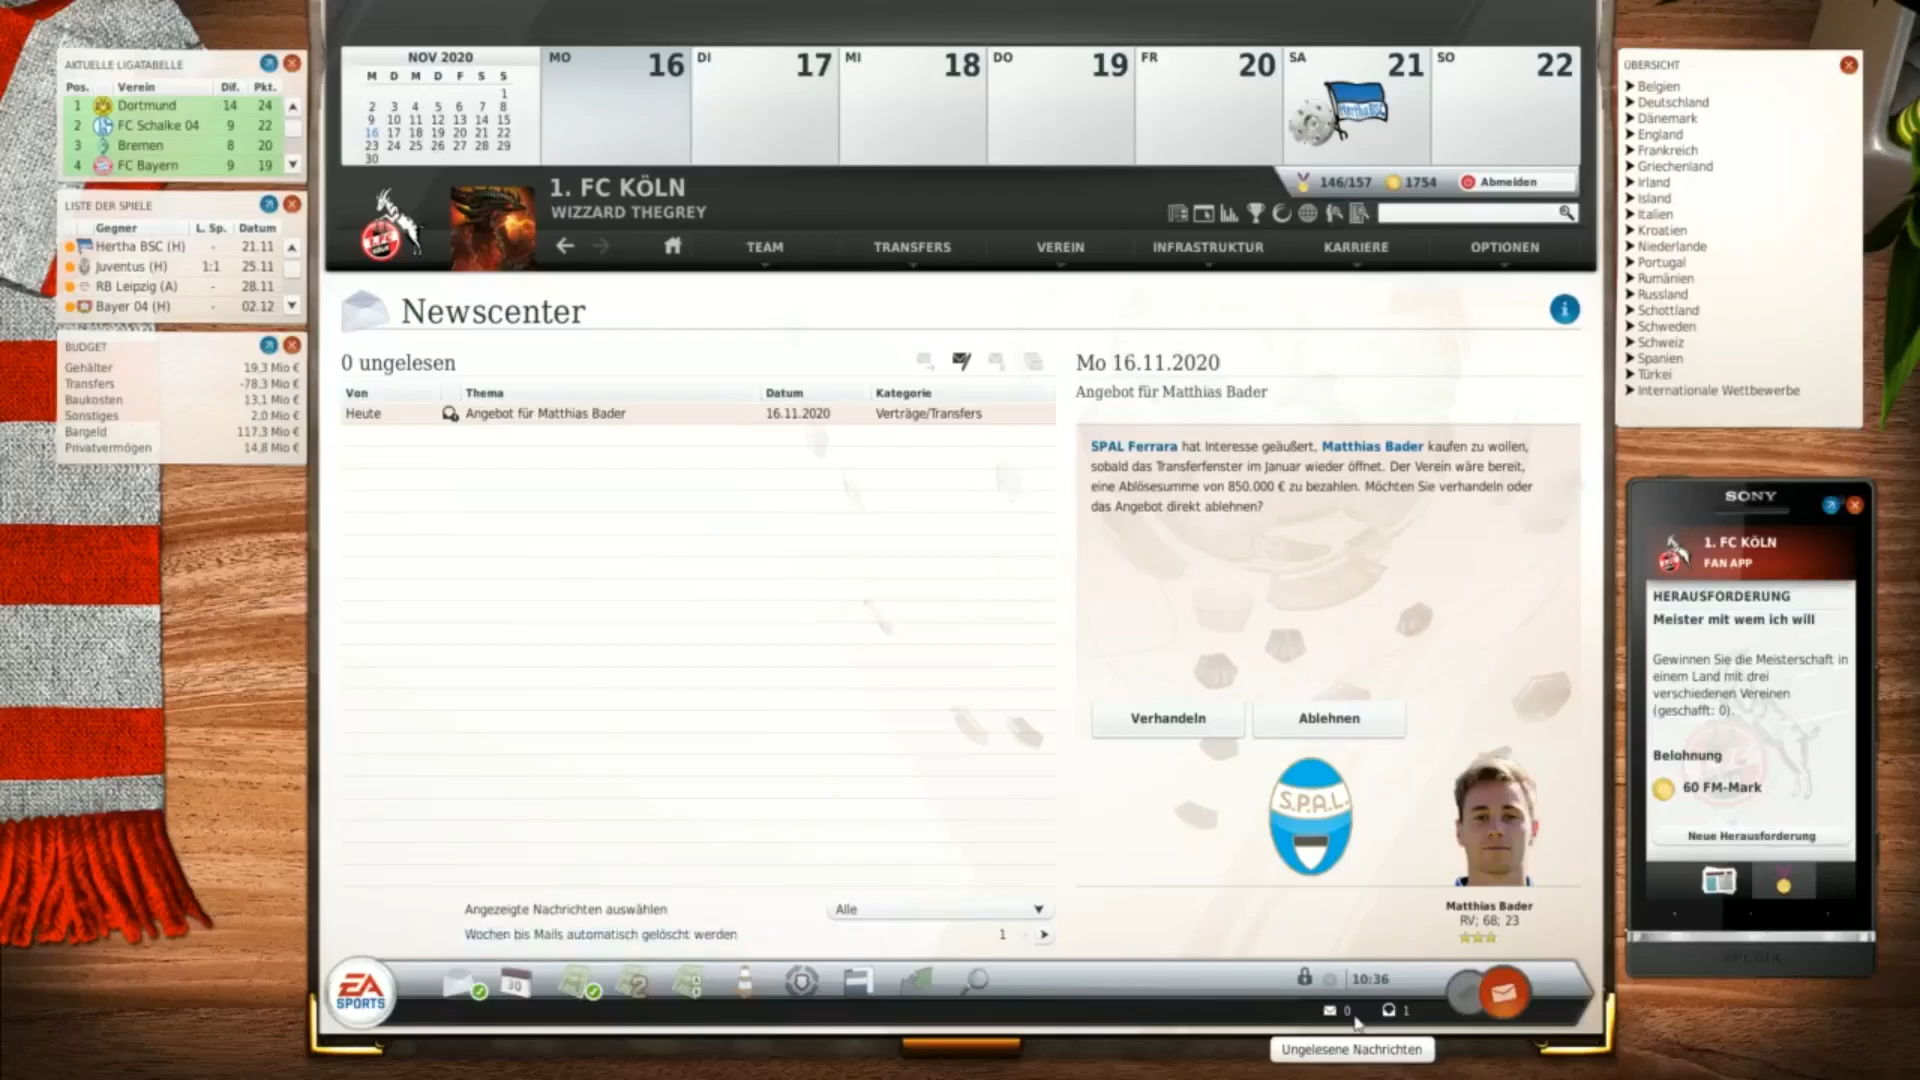 AKTUELLE LIGATABELLE
Pos. Verein Dif. Pkt.
1 Dortmund 14 24
2 FC Schalke 04 9 22
3 Bremen 8 20
4 FC Bayern 9 19
LISTE DER SPIELE
Gegner L. Sp. Datum
Hertha BSC (H) - 21.11
Juventus (H) 1:1 25.11
RB Leipzig (A) - 28.11
Bayer 04 (H) - 02.12
BUDGET
Gehälter 19,3 Mio €
Transfers -78,3 Mio €
Baukosten 13,1 Mio €
Sonstiges 2,0 Mio €
Bargeld 117,3 Mio €
Privatvermögen 14,8 Mio €
NOV 2020
M D M D F S S
1
2 3 4 5 6 7 8
9 10 11 12 13 14 15
16 17 18 19 20 21 22
23 24 25 26 27 28 29
30
MO 16 DI 17 MI 18 DO 19 FR 20 SA 21 SO 22
Hertha BSC
146/157 1754 Abmelden
1. FC KÖLN
WIZZARD THEGREY
TEAM TRANSFERS VEREIN INFRASTRUKTUR KARRIERE OPTIONEN
Newscenter
0 ungelesen
Von Thema Datum Kategorie
Heute Angebot für Matthias Bader 16.11.2020 Verträge/Transfers
Mo 16.11.2020
Angebot für Matthias Bader
SPAL Ferrara hat Interesse geäußert, Matthias Bader kaufen zu wollen,
sobald das Transferfenster im Januar wieder öffnet. Der Verein wäre bereit,
eine Ablösesumme von 850.000 € zu bezahlen. Möchten Sie verhandeln oder
das Angebot direkt ablehnen?
Verhandeln Ablehnen
S.P.A.L.
Matthias Bader
RV; 68; 23
Angezeigte Nachrichten auswählen Alle
Wochen bis Mails automatisch gelöscht werden 1
EA
SPORTS
30
10:36
0 1
Ungelesene Nachrichten
ÜBERSICHT
Belgien
Deutschland
Dänemark
England
Frankreich
Griechenland
Irland
Island
Italien
Kroatien
Niederlande
Portugal
Rumänien
Russland
Schottland
Schweden
Schweiz
Spanien
Türkei
Internationale Wettbewerbe
SONY
1. FC KÖLN
FAN APP
HERAUSFORDERUNG
Meister mit wem ich will
Gewinnen Sie die Meisterschaft in
einem Land mit drei
verschiedenen Vereinen
(geschafft: 0).
Belohnung
60 FM-Mark
Neue Herausforderung
XPERIA